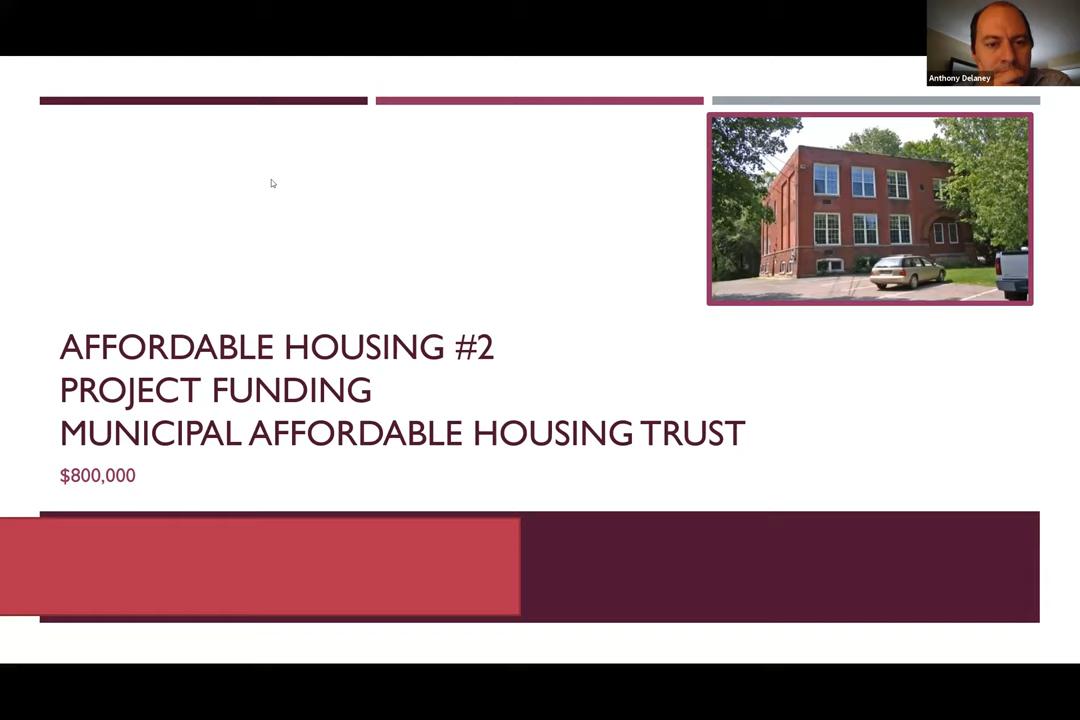 Anthony Delaney
AFFORDABLE HOUSING #2
PROJECT FUNDING
MUNICIPAL AFFORDABLE HOUSING TRUST
$800,000